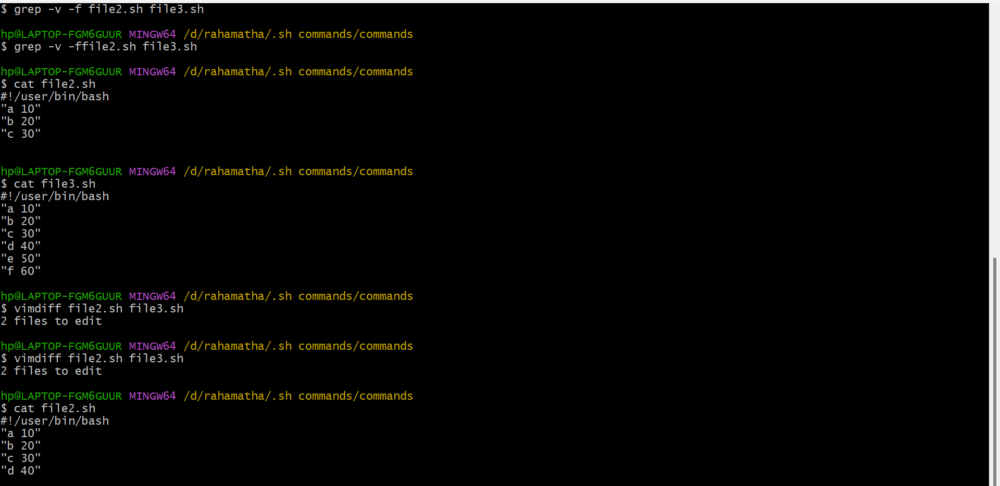 $ grep -v -f file2.sh file3.sh
hp@LAPTOP-FGM6GUUR MINGW64 /d/rahamatha/.sh commands/commands
$ grep -v -ffile2.sh file3.sh
hp@LAPTOP-FGM6GUUR MINGW64 /d/rahamatha/.sh commands/commands
$ cat file2.sh
#!/user/bin/bash
"a 10"
"b 20"
"c 30"
hp@LAPTOP-FGM6GUUR MINGW64 /d/rahamatha/.sh commands/commands
$ cat file3.sh
#!/user/bin/bash
"a 10"
"b 20"
"c 30"
"d 40"
"e 50"
"f 60"
hp@LAPTOP-FGM6GUUR MINGW64 /d/rahamatha/.sh commands/commands
$ vimdiff file2.sh file3.sh
2 files to edit
hp@LAPTOP-FGM6GUUR MINGW64 /d/rahamatha/.sh commands/commands
$ vimdiff file2.sh file3.sh
2 files to edit
hp@LAPTOP-FGM6GUUR MINGW64 /d/rahamatha/.sh commands/commands
$ cat file2.sh
#!/user/bin/bash
"a 10"
"b 20"
"c 30"
"d 40"